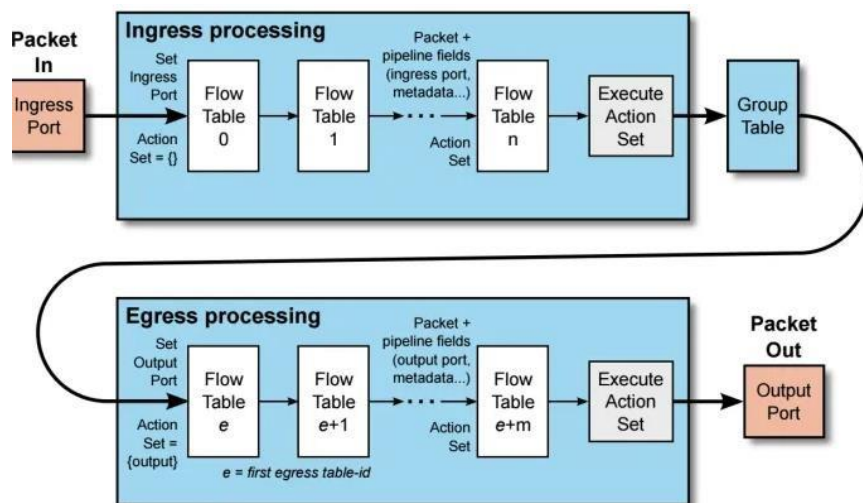 Ingress processing
Packet
In
Ingress
Port
Set
Ingress
Port
Action
Set = {}
Flow
Table
0
Flow
Table
1
Packet +
pipeline fields
(ingress port,
metadata...)
Action
Set
Flow
Table
n
Execute
Action
Set
Group
Table
Egress processing
Set
Output
Port
Action
Set =
{output}
Flow
Table
e
Flow
Table
e+1
Packet +
pipeline fields
(output port,
metadata...)
Action
Set
Flow
Table
e+m
Execute
Action
Set
Packet
Out
Output
Port
e = first egress table-id